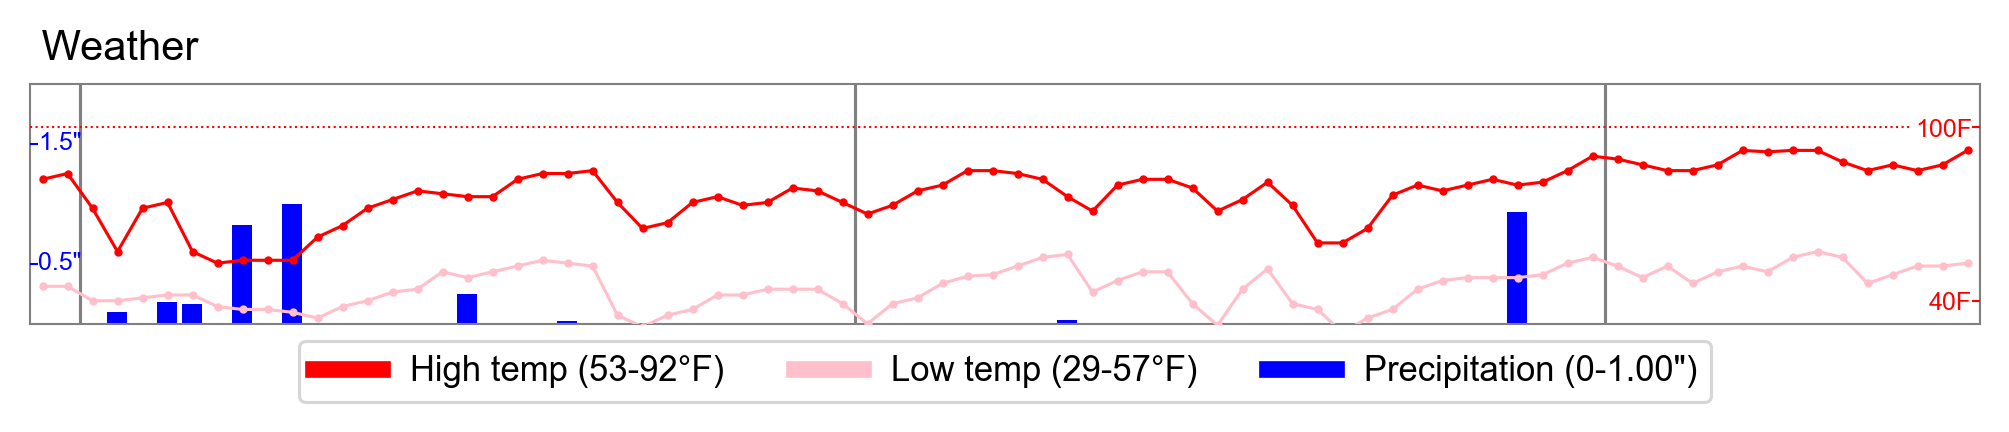 Weather
1.5"
100F
0.5"
40F
High temp (53-92°F) Low temp (29-57°F) Precipitation (0-1.00")